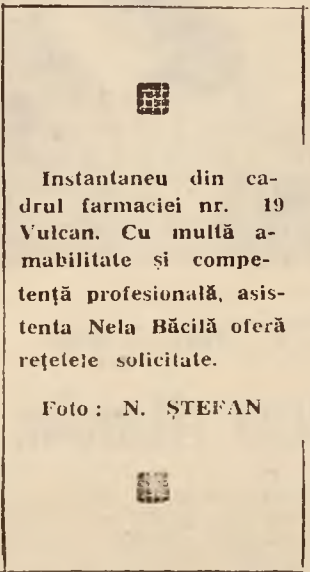 Instantaneu din ca-
drul farmaciei nr. 19
Vulcan. Cu multă a-
mabilitate și compe-
tență profesională, asis-
tenta Nela Băcilă oferă
rețetele solicitate.
Foto : N. ȘTEFAN